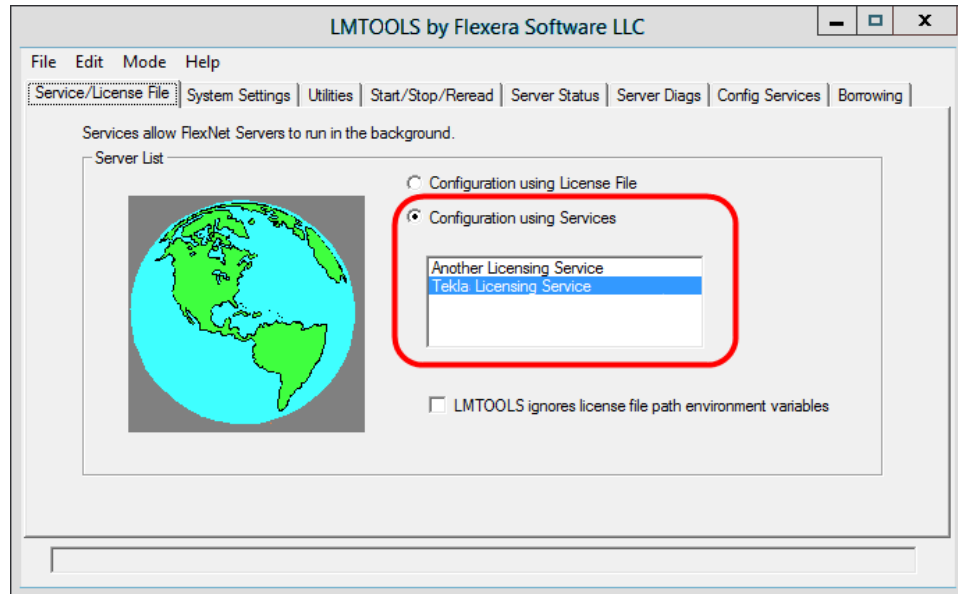 LMTOOLS by Flexera Software LLC
File Edit Mode Help
Service/License File System Settings Utilities Start/Stop/Reread Server Status Server Diags Config Services Borrowing
Services allow FlexNet Servers to run in the background.
Server List
Configuration using License File
Configuration using Services
Another Licensing Service
Tekla Licensing Service
LMTOOLS ignores license file path environment variables